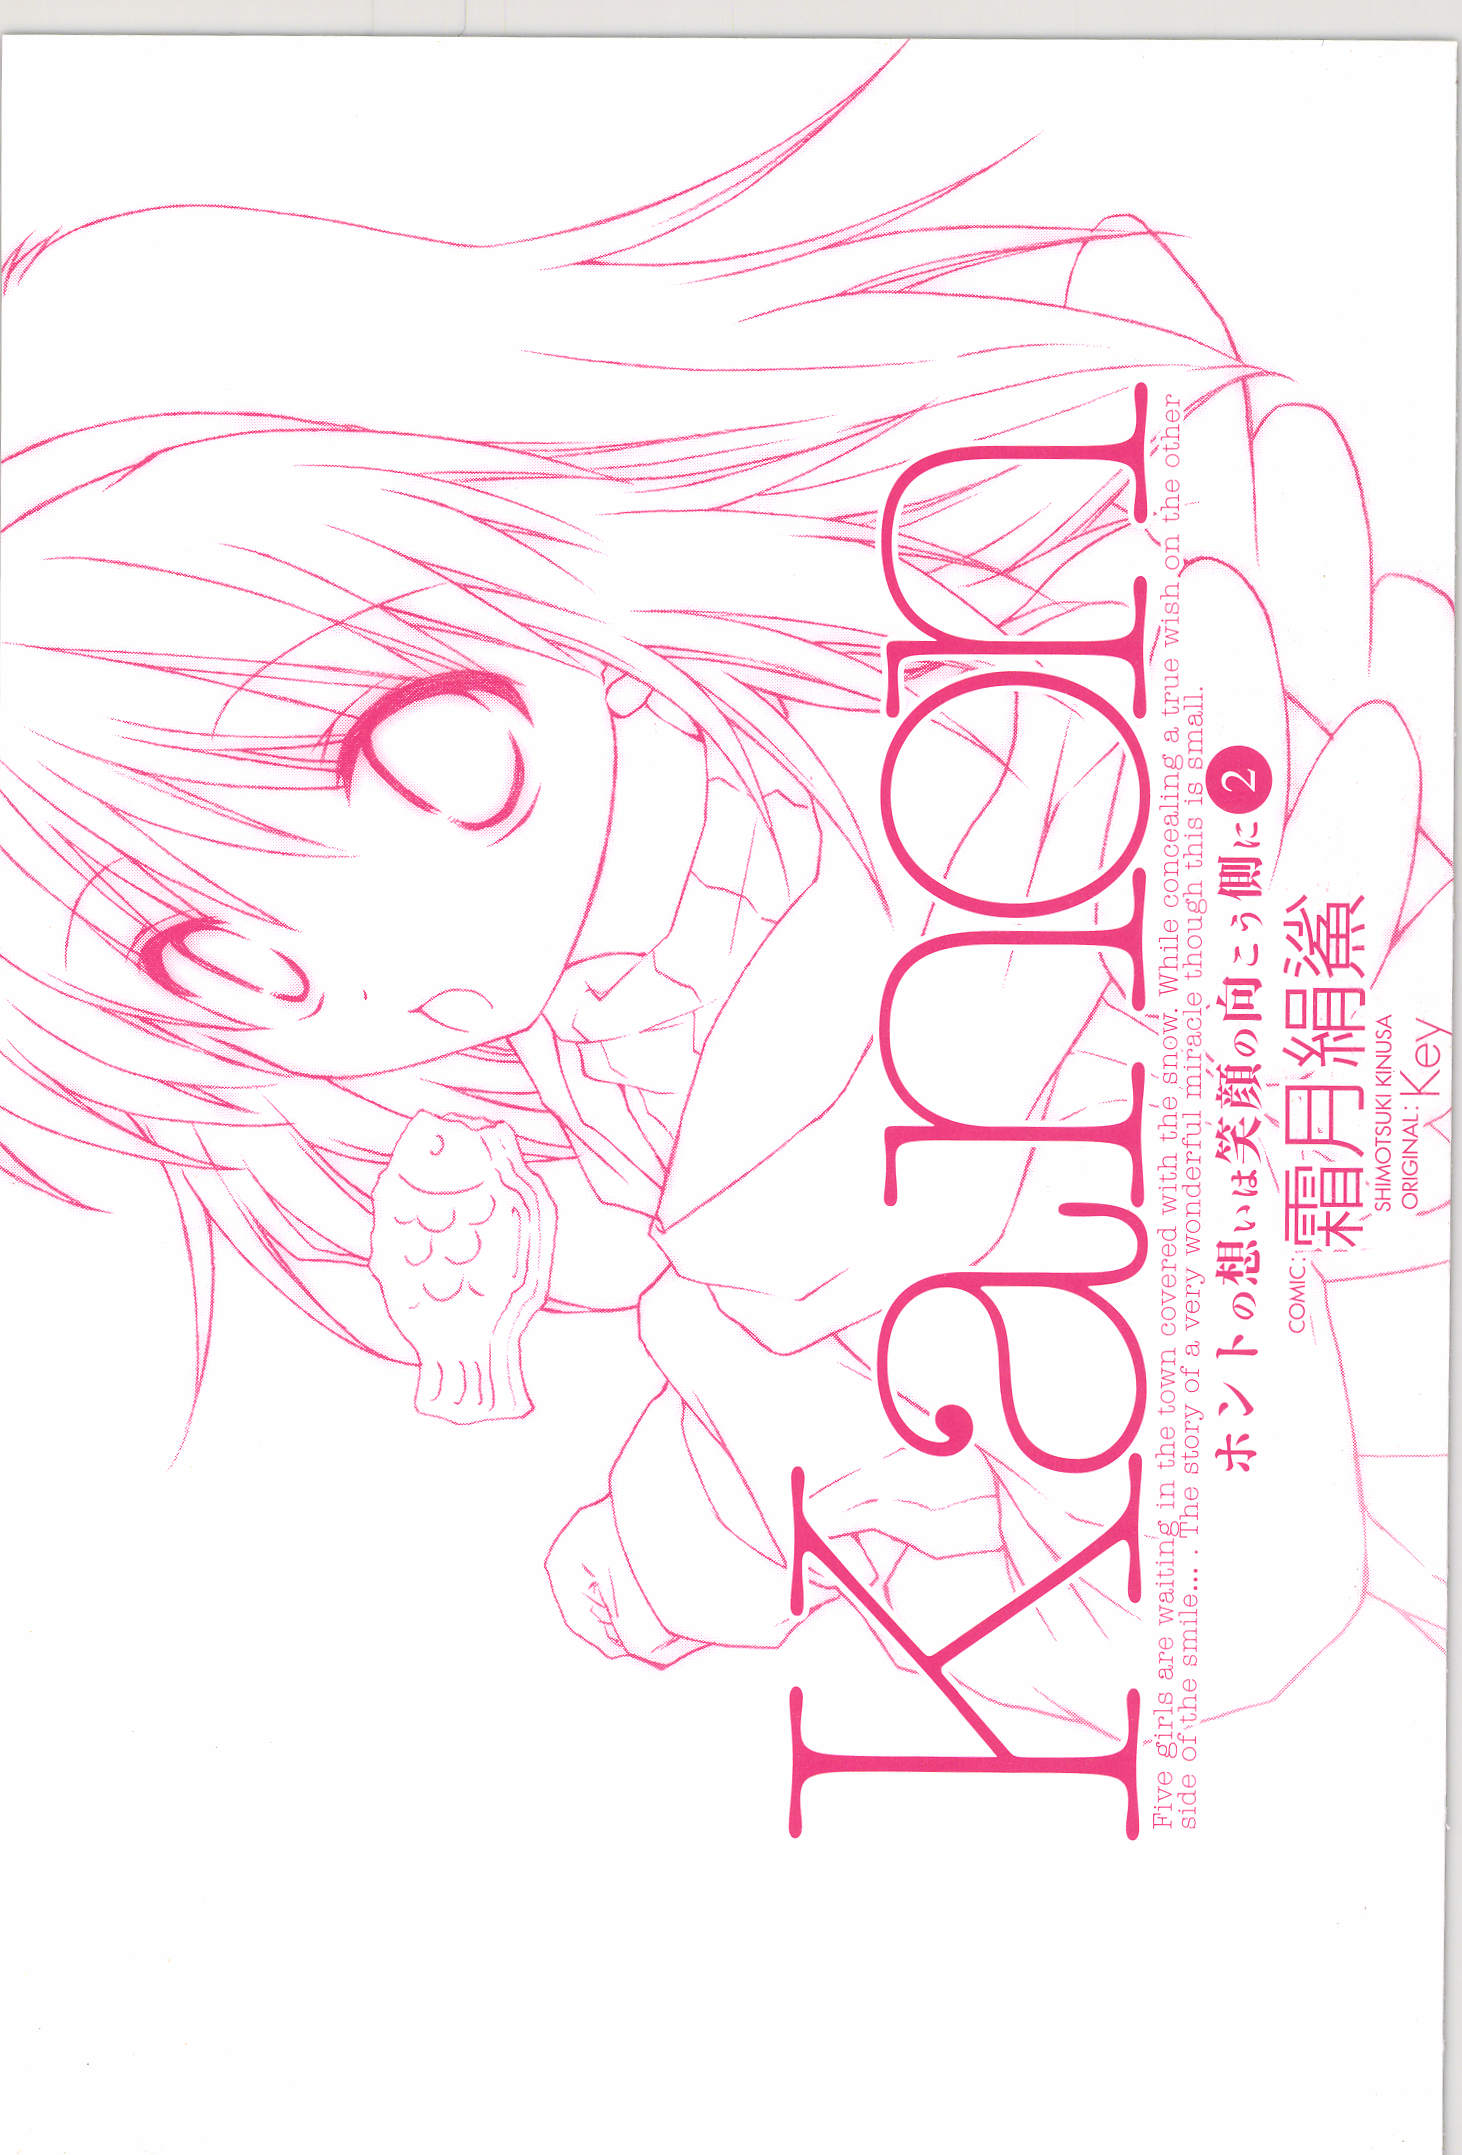 Kanon
Five girls are waiting in the town covered with the snow. While concealing a true wish on the other
side of the smile... . The story of a very wonderful miracle though this is small.
ホントの想いは笑顔の向こう側に 2
COMIC: 霜月絹鯊
SHIMOTSUKI KINUSA
ORIGINAL: Key